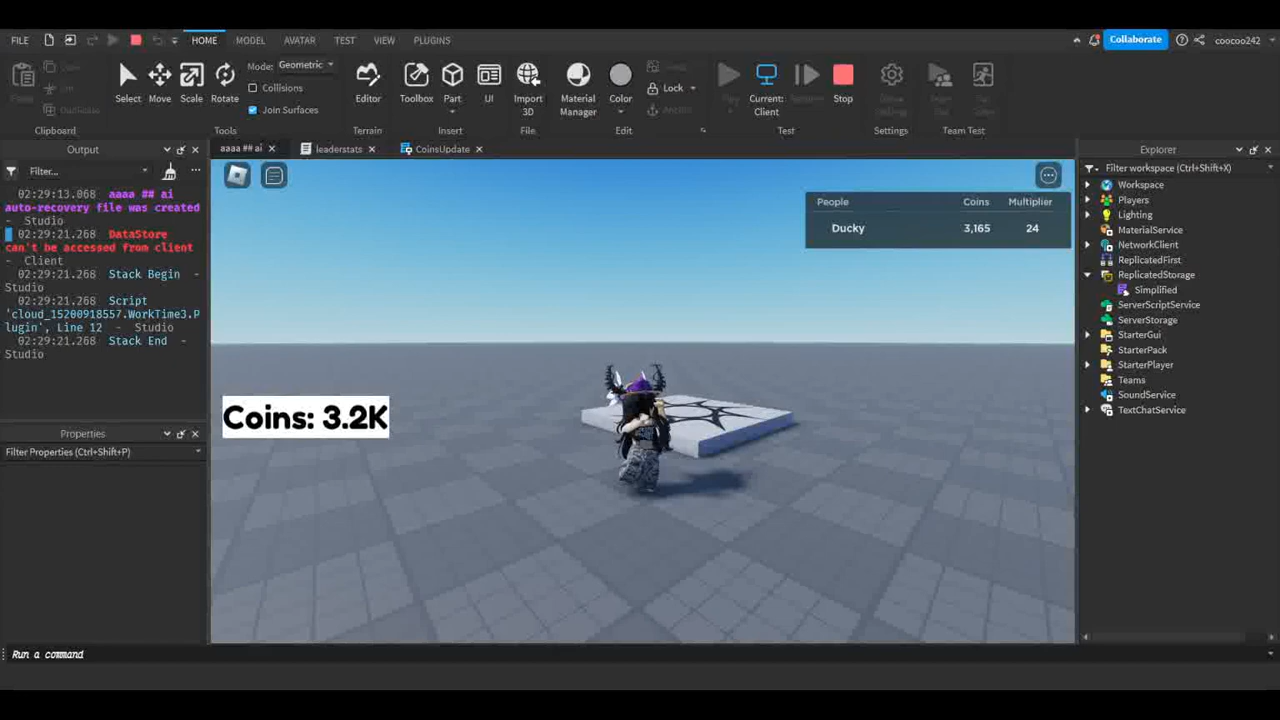 FILE
HOME
MODEL
AVATAR
TEST
VIEW
PLUGINS
Collaborate
coocoo242
Select
Move
Scale
Rotate
Mode: Geometric
Collisions
Join Surfaces
Editor
Toolbox
Part
UI
Import
3D
Material
Manager
Color
Lock
Current:
Client
Stop
Clipboard
Tools
Terrain
Insert
File
Edit
Test
Settings
Team Test
Output
aaaa ## ai
leaderstats
CoinsUpdate
Explorer
Filter...
02:29:13.068 aaaa ## ai
auto-recovery file was created
- Studio
02:29:21.268 DataStore
can't be accessed from client
- Client
02:29:21.268 Stack Begin -
Studio
02:29:21.268 Script
'cloud_15200918557.WorkTime3.P
lugin', Line 12 - Studio
02:29:21.268 Stack End -
Studio
Properties
Filter Properties (Ctrl+Shift+P)
People Coins Multiplier
Ducky 3,165 24
Coins: 3.2K
Filter workspace (Ctrl+Shift+X)
Workspace
Players
Lighting
MaterialService
NetworkClient
ReplicatedFirst
ReplicatedStorage
Simplified
ServerScriptService
ServerStorage
StarterGui
StarterPack
StarterPlayer
Teams
SoundService
TextChatService
Run a command